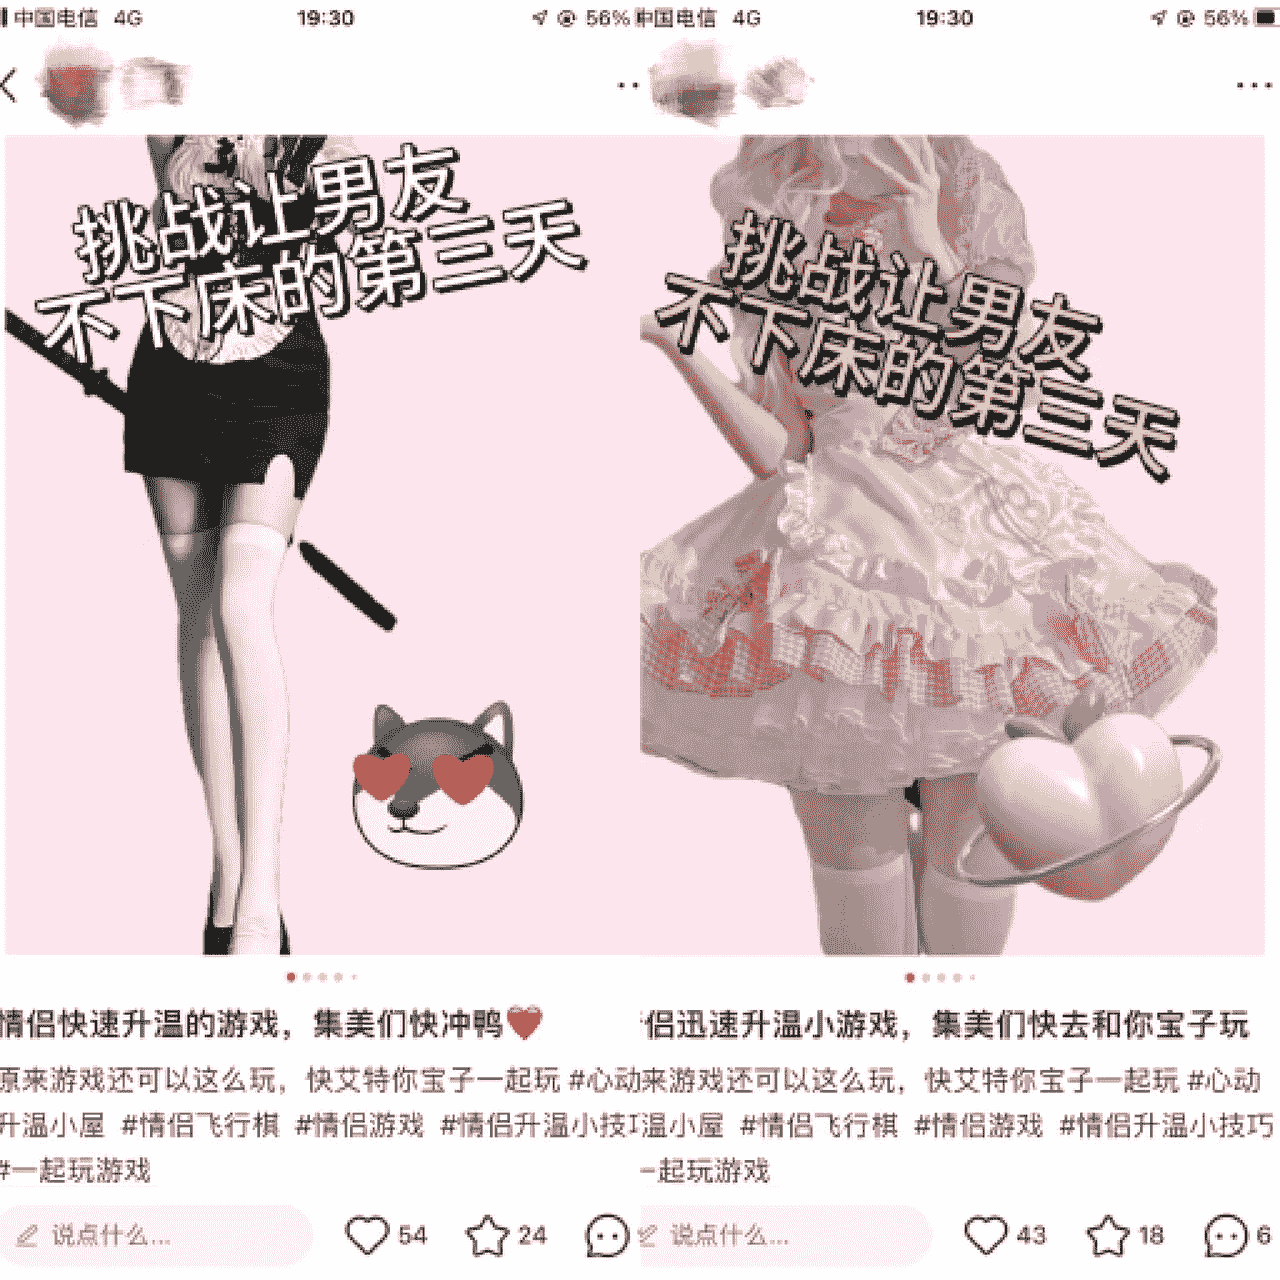 中国电信 4G 19:30 56%
挑战让男友
不下床的第三天
情侣快速升温的游戏，集美们快冲鸭
原来游戏还可以这么玩，快艾特你宝子一起玩 #心动
升温小屋 #情侣飞行棋 #情侣游戏 #情侣升温小技巧
#一起玩游戏
说点什么... 54 24
中国电信 4G 19:30 56%
挑战让男友
不下床的第三天
侣迅速升温小游戏，集美们快去和你宝子玩
来游戏还可以这么玩，快艾特你宝子一起玩 #心动
温小屋 #情侣飞行棋 #情侣游戏 #情侣升温小技巧
一起玩游戏
说点什么... 43 18 6